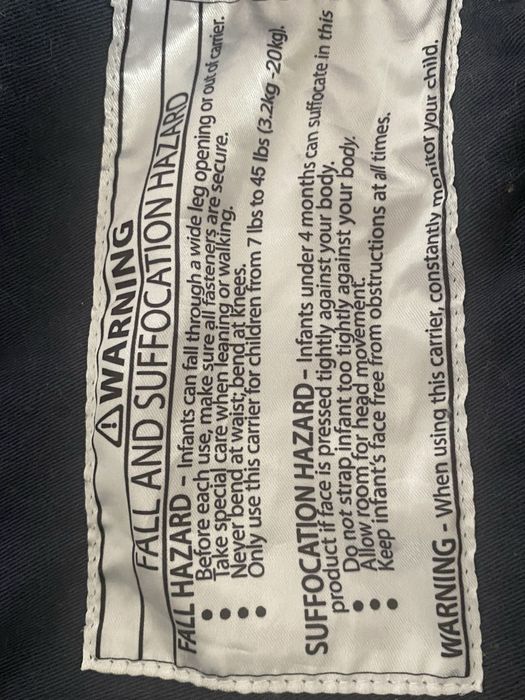 ⚠WARNING
FALL AND SUFFOCATION HAZARD
FALL HAZARD – Infants can fall through a wide leg opening or out of carrier.
• Before each use, make sure all fasteners are secure.
• Take special care when leaning or walking.
• Never bend at waist; bend at knees.
• Only use this carrier for children from 7 lbs to 45 lbs (3.2kg -20kg).
SUFFOCATION HAZARD – Infants under 4 months can suffocate in this
product if face is pressed tightly against your body.
• Do not strap infant too tightly against your body.
• Allow room for head movement.
• Keep infant's face free from obstructions at all times.
WARNING - When using this carrier, constantly monitor your child.